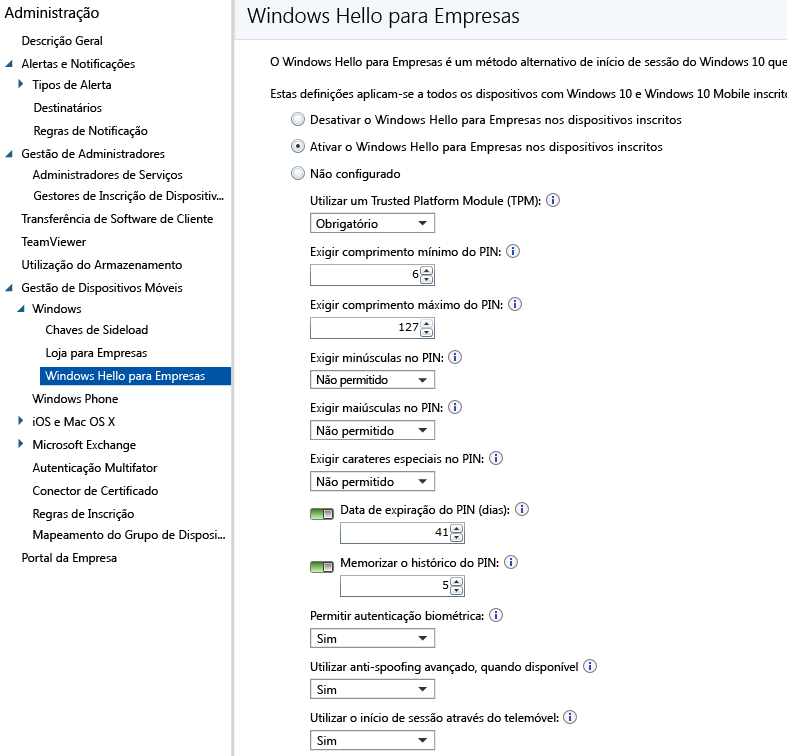 Administração
Descrição Geral
Alertas e Notificações
Tipos de Alerta
Destinatários
Regras de Notificação
Gestão de Administradores
Administradores de Serviços
Gestores de Inscrição de Dispositiv...
Transferência de Software de Cliente
TeamViewer
Utilização do Armazenamento
Gestão de Dispositivos Móveis
Windows
Chaves de Sideload
Loja para Empresas
Windows Hello para Empresas
Windows Phone
iOS e Mac OS X
Microsoft Exchange
Autenticação Multifator
Conector de Certificado
Regras de Inscrição
Mapeamento do Grupo de Disposi...
Portal da Empresa
Windows Hello para Empresas
O Windows Hello para Empresas é um método alternativo de início de sessão do Windows 10 que
Estas definições aplicam-se a todos os dispositivos com Windows 10 e Windows 10 Mobile inscrito
Desativar o Windows Hello para Empresas nos dispositivos inscritos
Ativar o Windows Hello para Empresas nos dispositivos inscritos
Não configurado
Utilizar um Trusted Platform Module (TPM):
Obrigatório
Exigir comprimento mínimo do PIN:
6
Exigir comprimento máximo do PIN:
127
Exigir minúsculas no PIN:
Não permitido
Exigir maiúsculas no PIN:
Não permitido
Exigir carateres especiais no PIN:
Não permitido
Data de expiração do PIN (dias):
41
Memorizar o histórico do PIN:
5
Permitir autenticação biométrica:
Sim
Utilizar anti-spoofing avançado, quando disponível
Sim
Utilizar o início de sessão através do telemóvel:
Sim